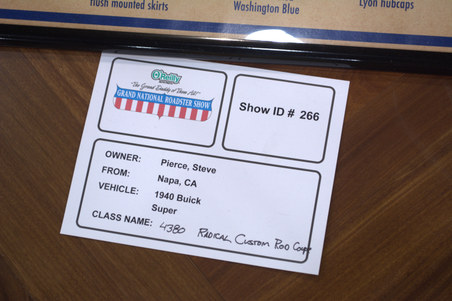 flush mounted skirts
Washington Blue
Lyon hubcaps
O'Reilly
"The Grand Daddy of Them All"
GRAND NATIONAL ROADSTER SHOW
Show ID # 266
OWNER: Pierce, Steve
FROM: Napa, CA
VEHICLE: 1940 Buick
Super
CLASS NAME: 4380 RADICAL CUSTOM ROD